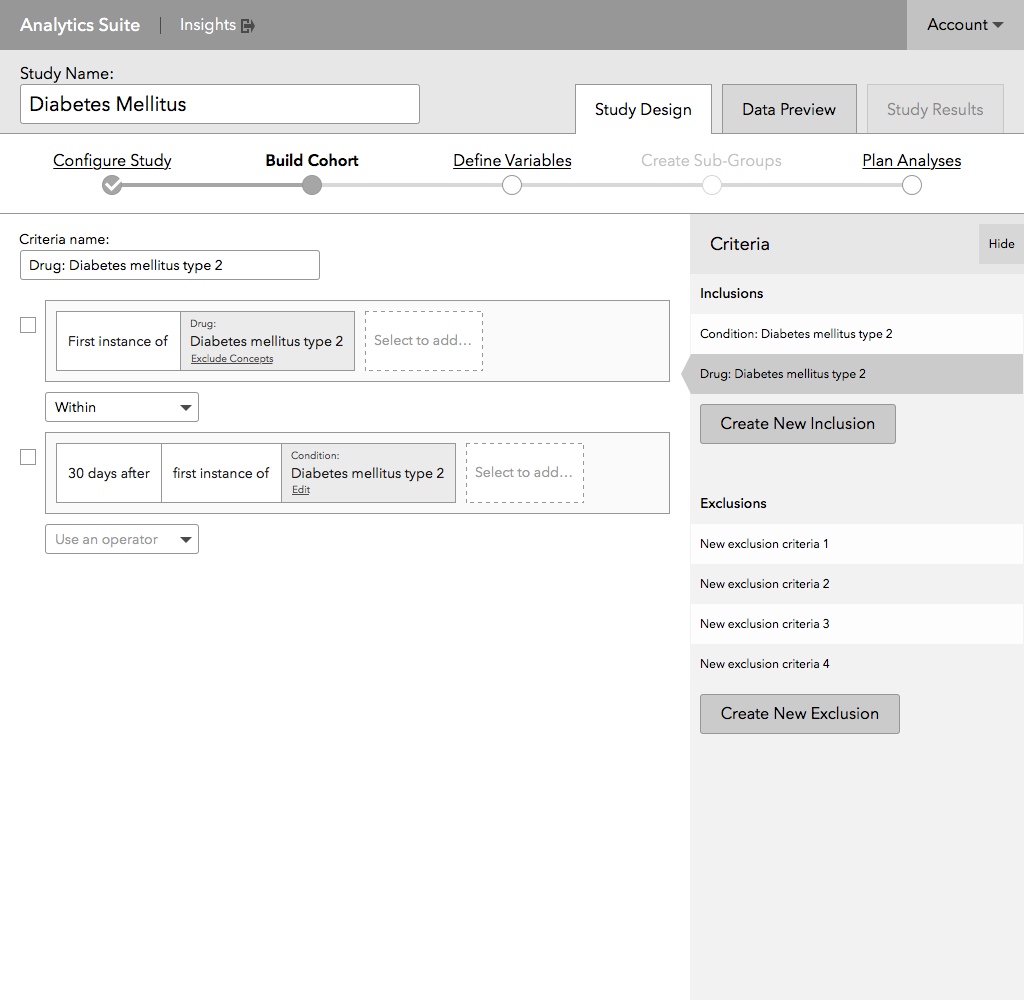 Analytics Suite | Insights
Account
Study Name:
Diabetes Mellitus
Study Design
Data Preview
Study Results
Configure Study
Build Cohort
Define Variables
Create Sub-Groups
Plan Analyses
Criteria name:
Drug: Diabetes mellitus type 2
First instance of
Drug:
Diabetes mellitus type 2
Exclude Concepts
Select to add...
Within
30 days after
first instance of
Condition:
Diabetes mellitus type 2
Edit
Select to add...
Use an operator
Criteria
Hide
Inclusions
Condition: Diabetes mellitus type 2
Drug: Diabetes mellitus type 2
Create New Inclusion
Exclusions
New exclusion criteria 1
New exclusion criteria 2
New exclusion criteria 3
New exclusion criteria 4
Create New Exclusion